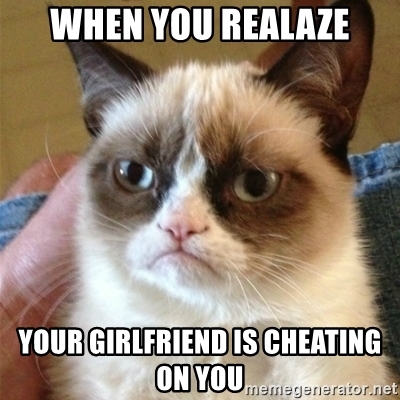 WHEN YOU REALAZE
YOUR GIRLFRIEND IS CHEATING
ON YOU
memegenerator.net